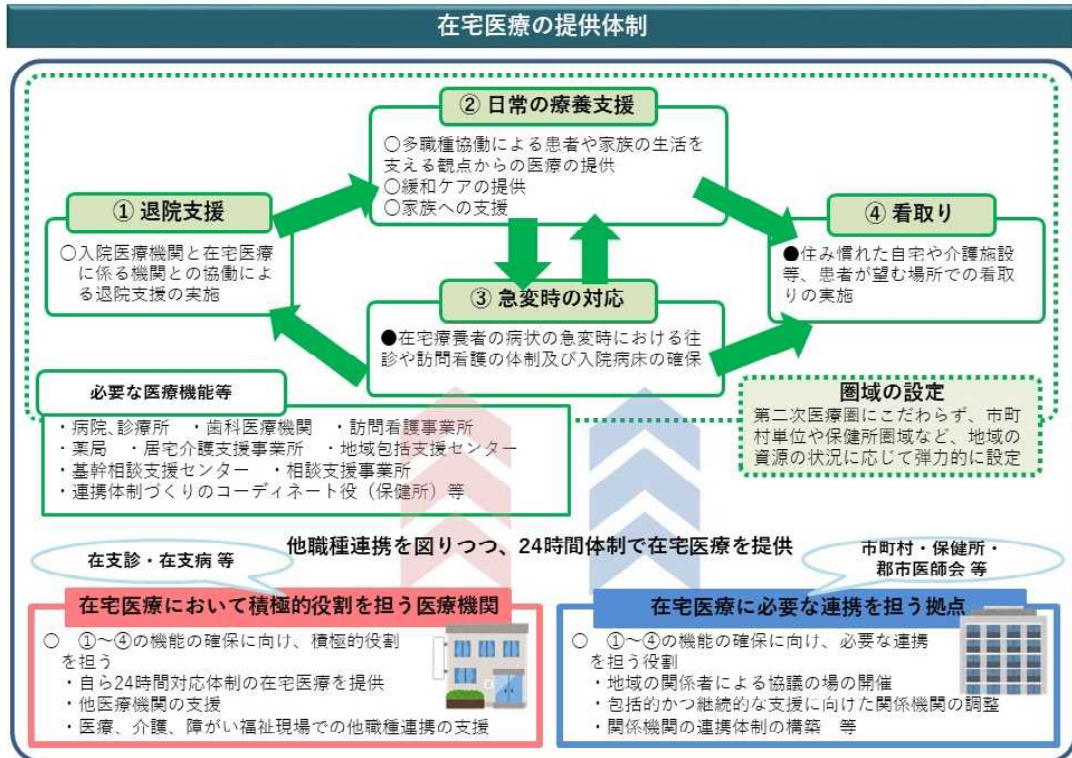 在宅医療の提供体制
② 日常の療養支援
○多職種協働による患者や家族の生活を
支える観点からの医療の提供
○緩和ケアの提供
○家族への支援
① 退院支援
○入院医療機関と在宅医療
に係る機関との協働によ
る退院支援の実施
④ 看取り
●住み慣れた自宅や介護施設
等、患者が望む場所での看取
りの実施
③ 急変時の対応
●在宅療養者の病状の急変時における往
診や訪問看護の体制及び入院病床の確保
必要な医療機能等
・病院、診療所 ・歯科医療機関 ・訪問看護事業所
・薬局 ・居宅介護支援事業所 ・地域包括支援センター
・基幹相談支援センター ・相談支援事業所
・連携体制づくりのコーディネート役（保健所）等
圏域の設定
第二次医療圏にこだわらず、市町
村単位や保健所圏域など、地域の
資源の状況に応じて弾力的に設定
他職種連携を図りつつ、24時間体制で在宅医療を提供
在支診・在支病 等
在宅医療において積極的役割を担う医療機関
○ ①～④の機能の確保に向け、積極的役割
を担う
・自ら24時間対応体制の在宅医療を提供
・他医療機関の支援
・医療、介護、障がい福祉現場での他職種連携の支援
市町村・保健所・
郡市医師会 等
在宅医療に必要な連携を担う拠点
○ ①～④の機能の確保に向け、必要な連携
を担う役割
・地域の関係者による協議の場の開催
・包括的かつ継続的な支援に向けた関係機関の調整
・関係機関の連携体制の構築 等